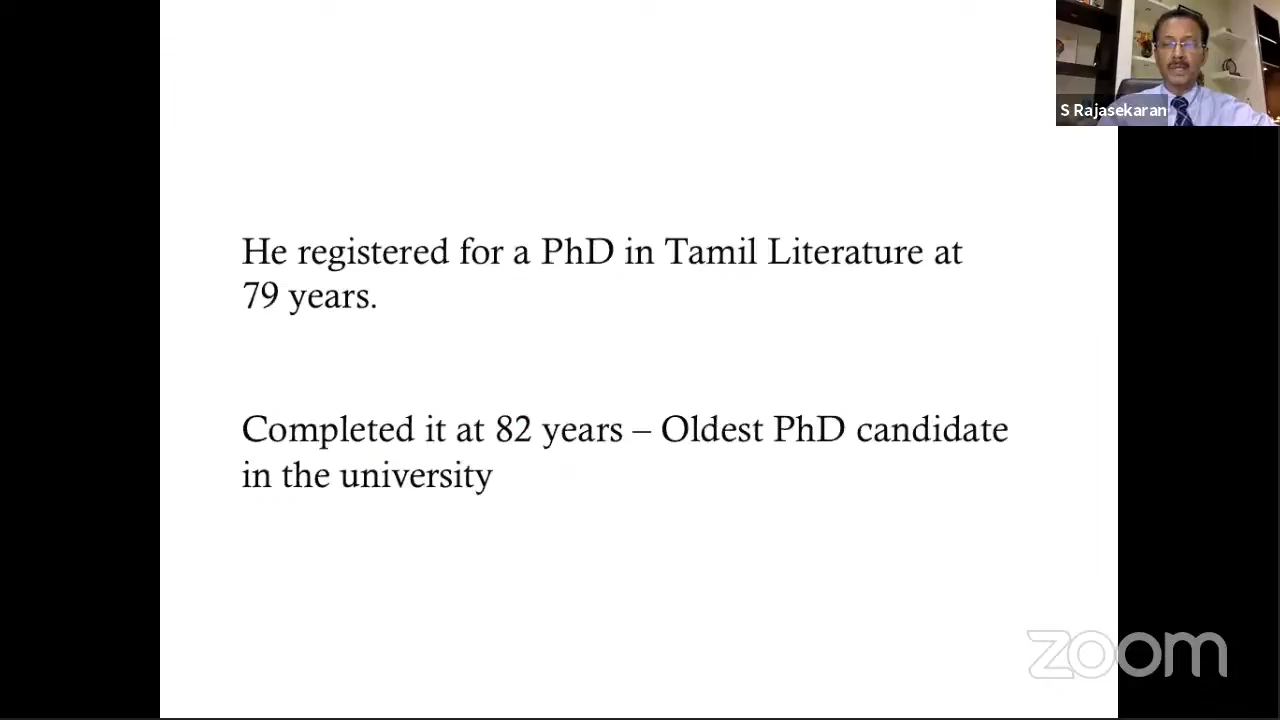 S Rajasekaran
He registered for a PhD in Tamil Literature at
79 years.
Completed it at 82 years – Oldest PhD candidate
in the university
zoom